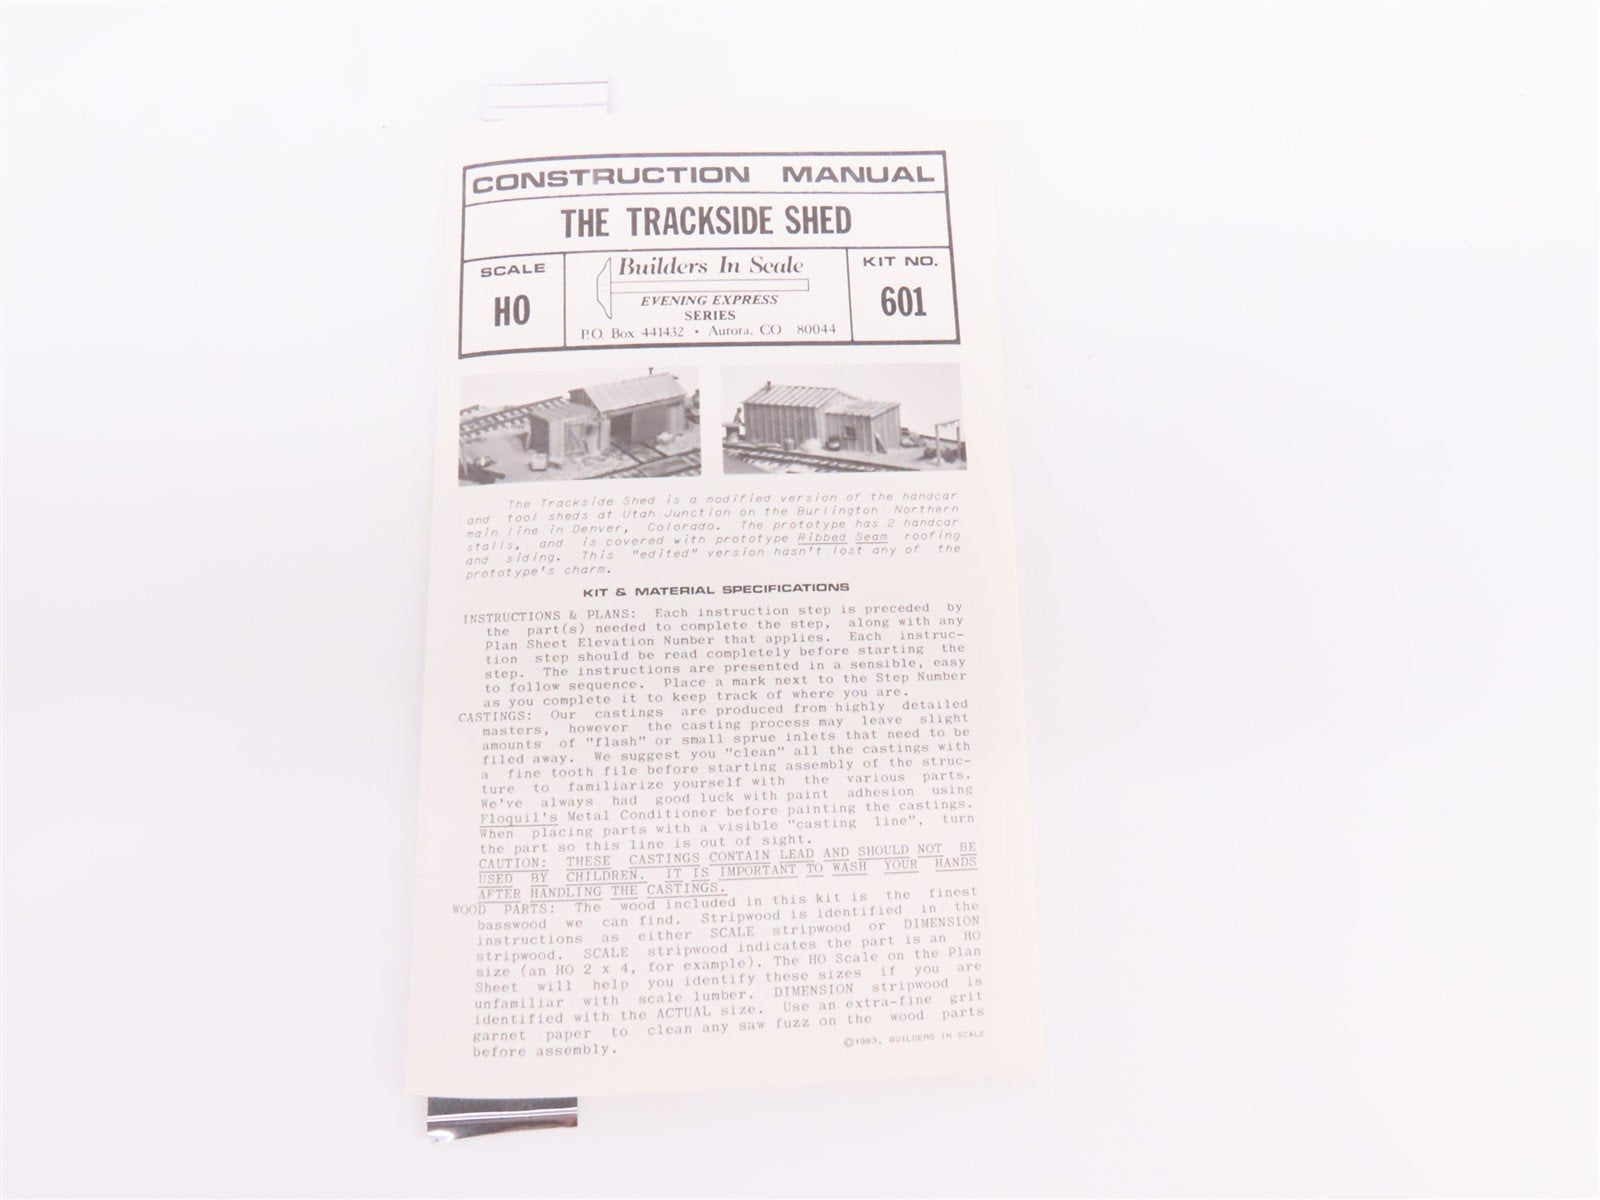 CONSTRUCTION MANUAL
THE TRACKSIDE SHED
SCALE
HO
Builders In Scale
EVENING EXPRESS
SERIES
P.O. Box 441432 • Aurora, CO 80044
KIT NO.
601
The Trackside Shed is a modified version of the handcar
and tool sheds at Utah Junction on the Burlington Northern
main line in Denver, Colorado. The prototype has 2 handcar
stalls, and is covered with prototype Ribbed Seam roofing
and siding. This "edited" version hasn't lost any of the
prototype's charm.
KIT & MATERIAL SPECIFICATIONS
INSTRUCTIONS & PLANS: Each instruction step is preceded by
the part(s) needed to complete the step, along with any
Plan Sheet Elevation Number that applies. Each instruc-
tion step should be read completely before starting the
step. The instructions are presented in a sensible, easy
to follow sequence. Place a mark next to the Step Number
as you complete it to keep track of where you are.
CASTINGS: Our castings are produced from highly detailed
masters, however the casting process may leave slight
amounts of "flash" or small sprue inlets that need to be
filed away. We suggest you "clean" all the castings with
a fine tooth file before starting assembly of the struc-
ture to familiarize yourself with the various parts.
We've always had good luck with paint adhesion using
Floquil's Metal Conditioner before painting the castings.
When placing parts with a visible "casting line", turn
the part so this line is out of sight.
CAUTION: THESE CASTINGS CONTAIN LEAD AND SHOULD NOT BE
USED BY CHILDREN. IT IS IMPORTANT TO WASH YOUR HANDS
AFTER HANDLING THE CASTINGS.
WOOD PARTS: The wood included in this kit is the finest
basswood we can find. Stripwood is identified in the
instructions as either SCALE stripwood or DIMENSION
stripwood. SCALE stripwood indicates the part is an HO
size (an HO 2 x 4, for example). The HO Scale on the Plan
Sheet will help you identify these sizes if you are
unfamiliar with scale lumber. DIMENSION stripwood is
identified with the ACTUAL size. Use an extra-fine grit
garnet paper to clean any saw fuzz on the wood parts
before assembly.
©1983, BUILDERS IN SCALE